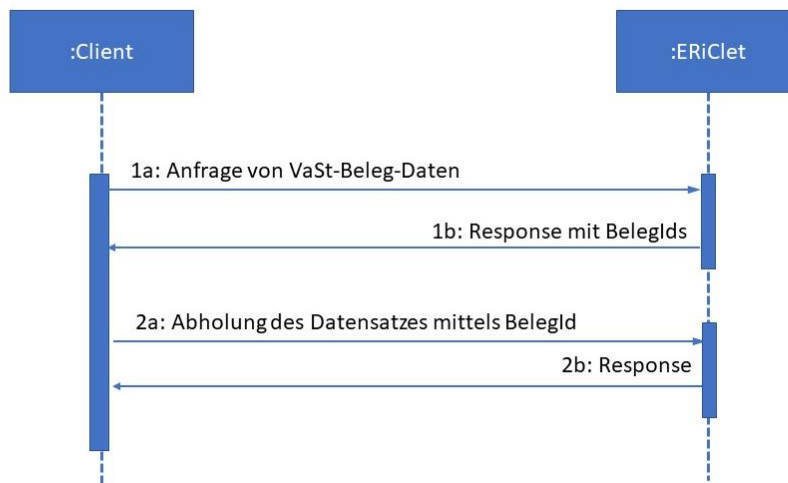 :Client
:ERiClet
1a: Anfrage von VaSt-Beleg-Daten
1b: Response mit BelegIds
2a: Abholung des Datensatzes mittels BelegId
2b: Response